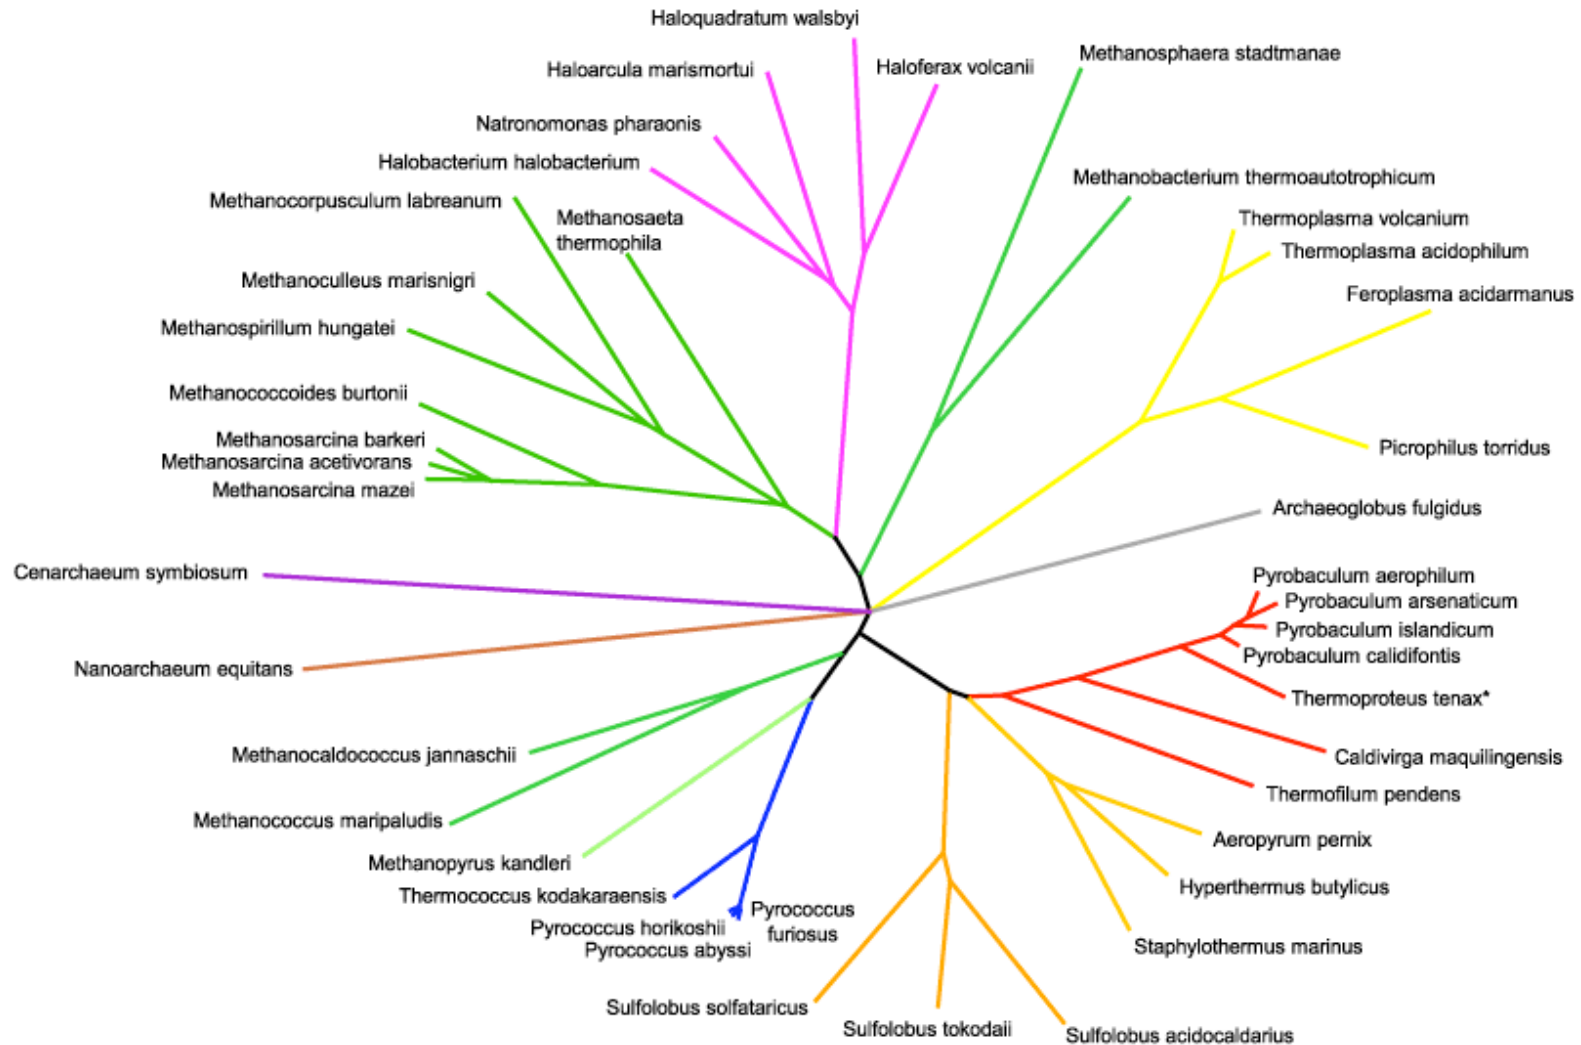 Haloquadratum walsbyi
Methanosphaera stadtmanae
Haloarcula marismortui
Haloferax volcanii
Natronomonas pharaonis
Halobacterium halobacterium
Methanobacterium thermoautotrophicum
Methanocorpusculum labreanum
Methanosaeta
thermophila
Thermoplasma volcanium
Thermoplasma acidophilum
Methanoculleus marisnigri
Feroplasma acidarmanus
Methanospirillum hungatei
Methanococcoides burtonii
Methanosarcina barkeri
Picrophilus torridus
Methanosarcina acetivorans
Methanosarcina mazei
Archaeoglobus fulgidus
Cenarchaeum symbiosum
Pyrobaculum aerophilum
Pyrobaculum arsenaticum
Pyrobaculum islandicum
Pyrobaculum calidifontis
Nanoarchaeum equitans
Thermoproteus tenax*
Methanocaldococcus jannaschii
Caldivirga maquilingensis
Thermofilum pendens
Methanococcus maripaludis
Aeropyrum pernix
Methanopyrus kandleri
Hyperthermus butylicus
Thermococcus kodakaraensis
Pyrococcus
furiosus
Pyrococcus horikoshii
Pyrococcus abyssi
Staphylothermus marinus
Sulfolobus solfataricus
Sulfolobus tokodaii
Sulfolobus acidocaldarius